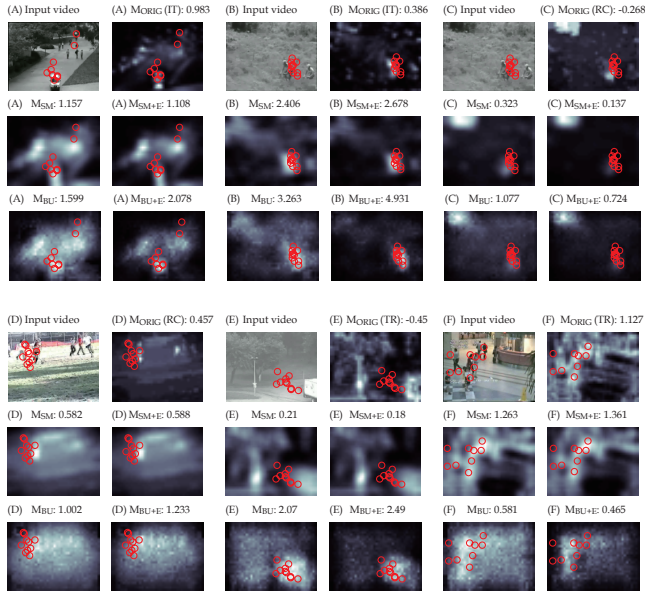 (A) Input video (A) MORIG (IT): 0.983 (B) Input video (B) MORIG (IT): 0.386 (C) Input video (C) MORIG (RC): -0.268
(A) MSM: 1.157 (A) MSM+E: 1.108 (B) MSM: 2.406 (B) MSM+E: 2.678 (C) MSM: 0.323 (C) MSM+E: 0.137
(A) MBU: 1.599 (A) MBU+E: 2.078 (B) MBU: 3.263 (B) MBU+E: 4.931 (C) MBU: 1.077 (C) MBU+E: 0.724
(D) Input video (D) MORIG (RC): 0.457 (E) Input video (E) MORIG (TR): -0.45 (F) Input video (F) MORIG (TR): 1.127
(D) MSM: 0.582 (D) MSM+E: 0.588 (E) MSM: 0.21 (E) MSM+E: 0.18 (F) MSM: 1.263 (F) MSM+E: 1.361
(D) MBU: 1.002 (D) MBU+E: 1.233 (E) MBU: 2.07 (E) MBU+E: 2.49 (F) MBU: 0.581 (F) MBU+E: 0.465